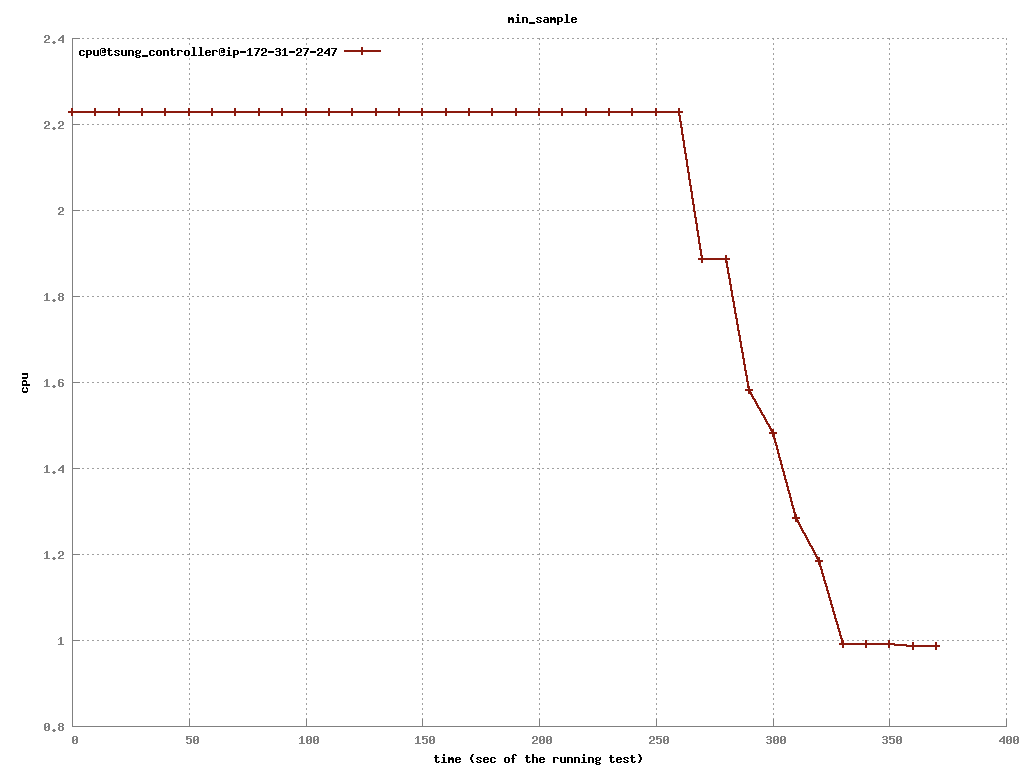 min_sample
cpu@tsung_controller@ip-172-31-27-247
2.4
2.2
2
1.8
1.6
1.4
1.2
1
0.8
cpu
0 50 100 150 200 250 300 350 400
time (sec of the running test)